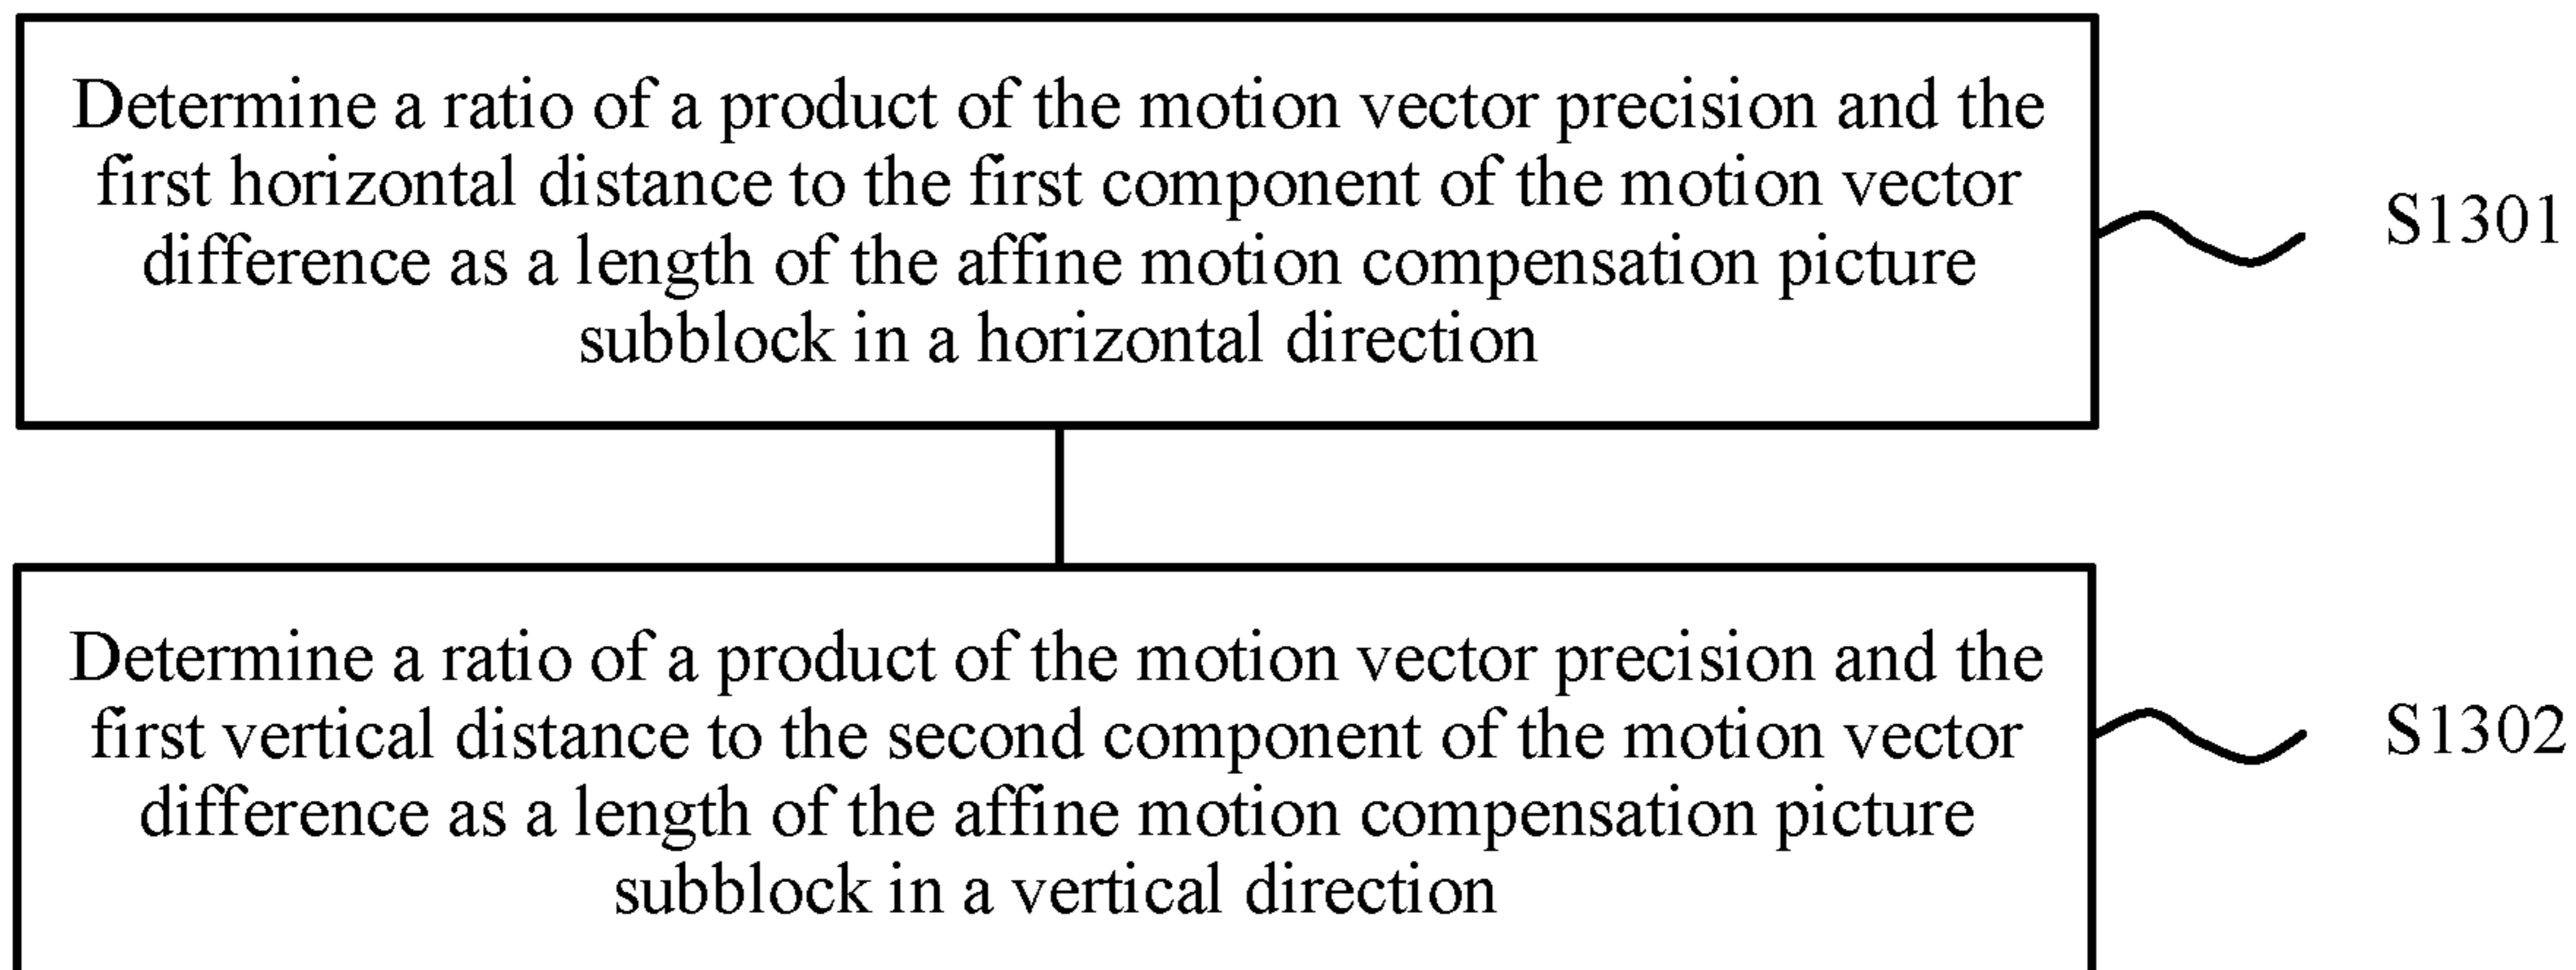 Determine a ratio of a product of the motion vector precision and the
first horizontal distance to the first component of the motion vector
difference as a length of the affine motion compensation picture
subblock in a horizontal direction
S1301
Determine a ratio of a product of the motion vector precision and the
first vertical distance to the second component of the motion vector
difference as a length of the affine motion compensation picture
subblock in a vertical direction
S1302